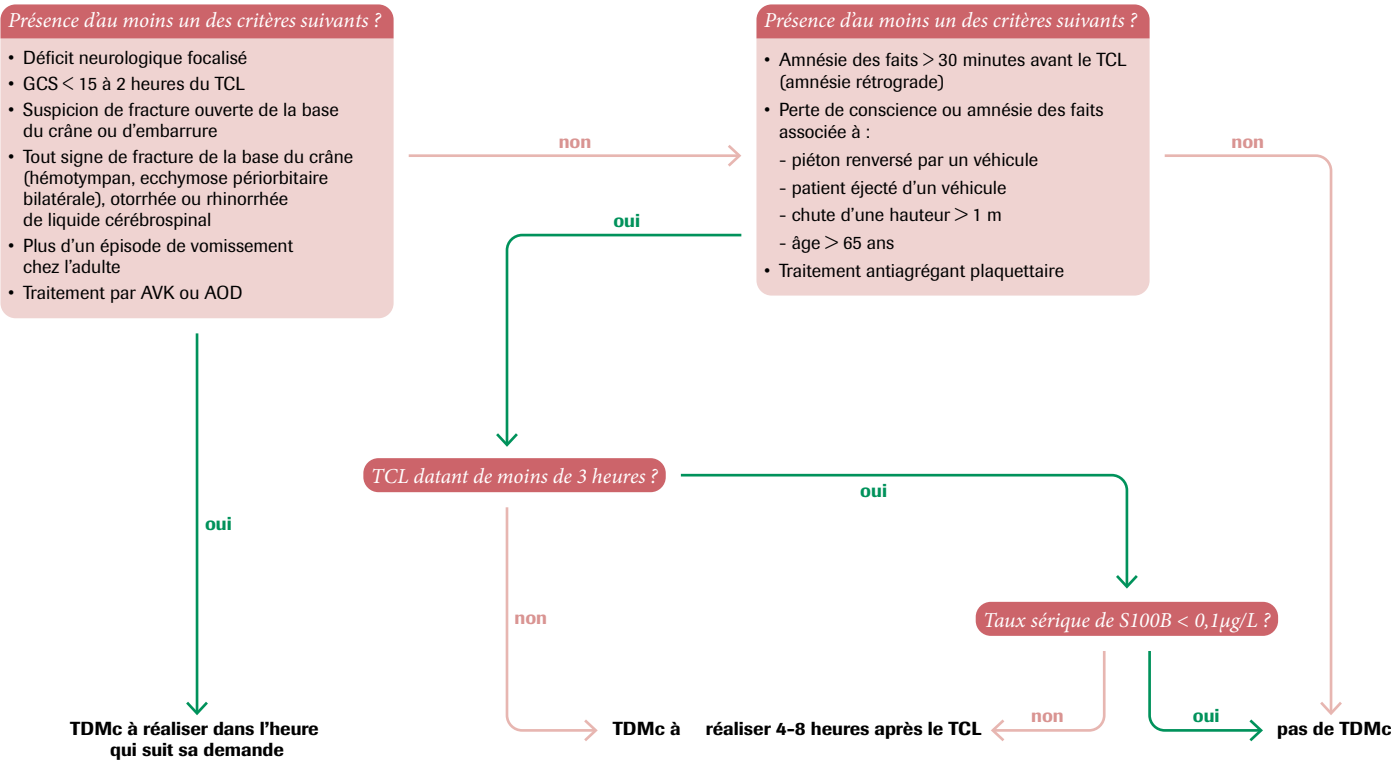 Présence d'au moins un des critères suivants ?
• Déficit neurologique focalisé
• GCS < 15 à 2 heures du TCL
• Suspicion de fracture ouverte de la base
du crâne ou d'embarrure
• Tout signe de fracture de la base du crâne
(hémotympan, ecchymose périorbitaire
bilatérale), otorrhée ou rhinorrhée
de liquide cérébrospinal
• Plus d'un épisode de vomissement
chez l'adulte
• Traitement par AVK ou AOD
non
Présence d'au moins un des critères suivants ?
• Amnésie des faits > 30 minutes avant le TCL
(amnésie rétrograde)
• Perte de conscience ou amnésie des faits
associée à :
- piéton renversé par un véhicule
- patient éjecté d'un véhicule
- chute d'une hauteur > 1 m
- âge > 65 ans
• Traitement antiagrégant plaquettaire
non
oui
TCL datant de moins de 3 heures ?
oui
oui
non
Taux sérique de S100B < 0,1µg/L ?
TDMc à réaliser dans l'heure
qui suit sa demande
TDMc à réaliser 4-8 heures après le TCL
non
oui
pas de TDMc